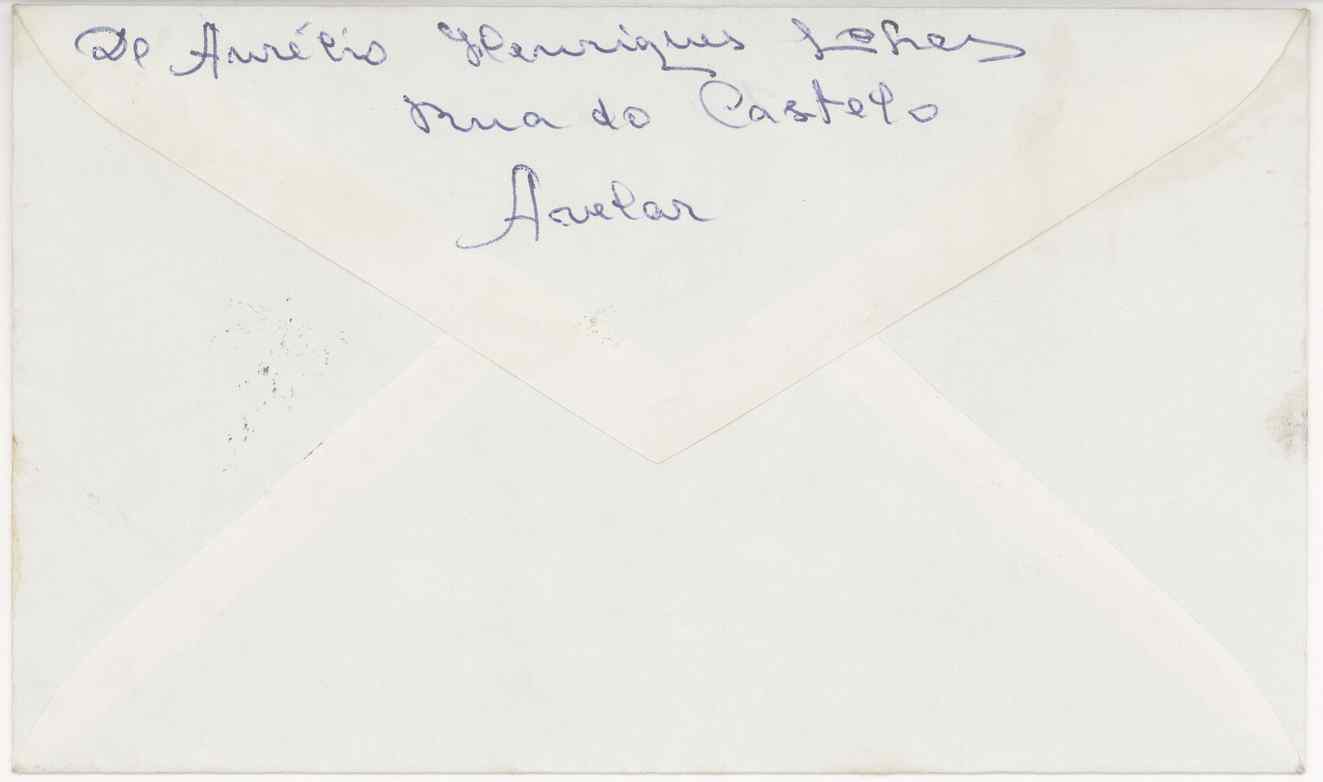 De Aurélio Henriques Lopes
Rua do Castelo
Avelar